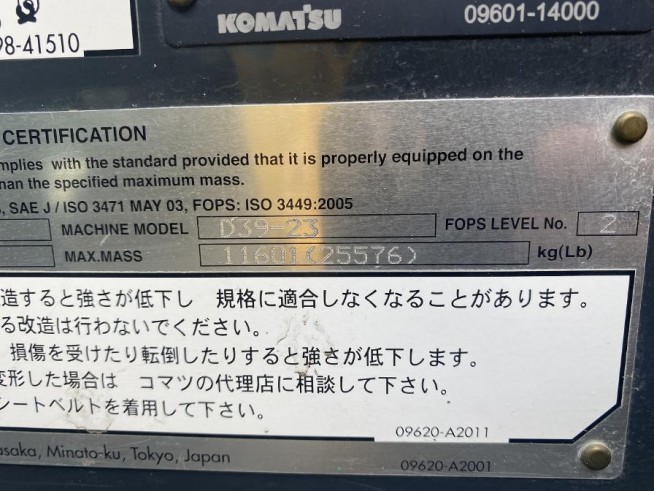 98-41510
KOMATSU
09601-14000
CERTIFICATION
mplies with the standard provided that it is properly equipped on the
han the specified maximum mass.
, SAE J / ISO 3471 MAY 03, FOPS: ISO 3449:2005
MACHINE MODEL D39-23 FOPS LEVEL No. 2
MAX.MASS 11601(25576) kg(Lb)
造すると強さが低下し 規格に適合しなくなることがあります。
る改造は行わないでください。
損傷を受けたり転倒したりすると強さが低下します。
変形した場合は コマツの代理店に相談して下さい。
シートベルトを着用して下さい。
09620-A2011
asaka, Minato-ku, Tokyo, Japan
09620-A2001